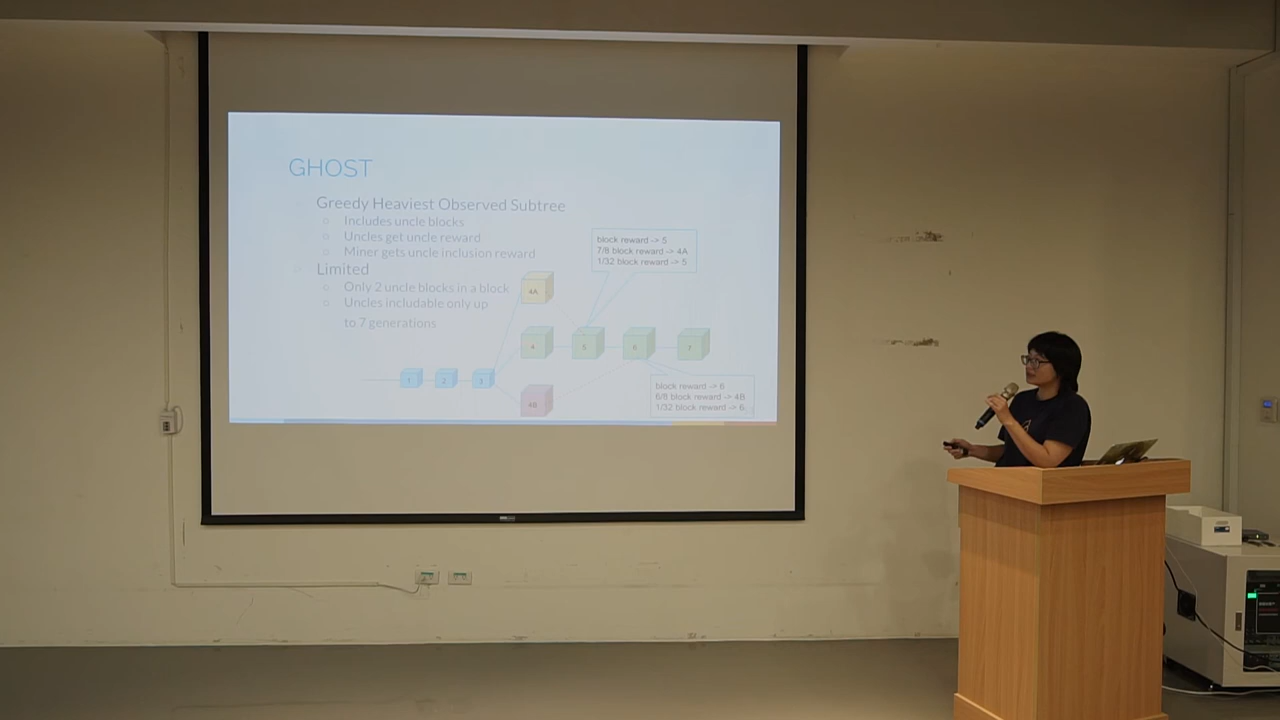 GHOST
Greedy Heaviest Observed Subtree
Includes uncle blocks
Uncles get uncle reward
Miner gets uncle inclusion reward
Limited
Only 2 uncle blocks in a block
Uncles includable only up
to 7 generations
block reward -> 5
7/8 block reward -> 4A
1/32 block reward -> 5
4A
4
5
6
7
1
2
3
4B
block reward -> 6
6/8 block reward -> 4B
1/32 block reward -> 6